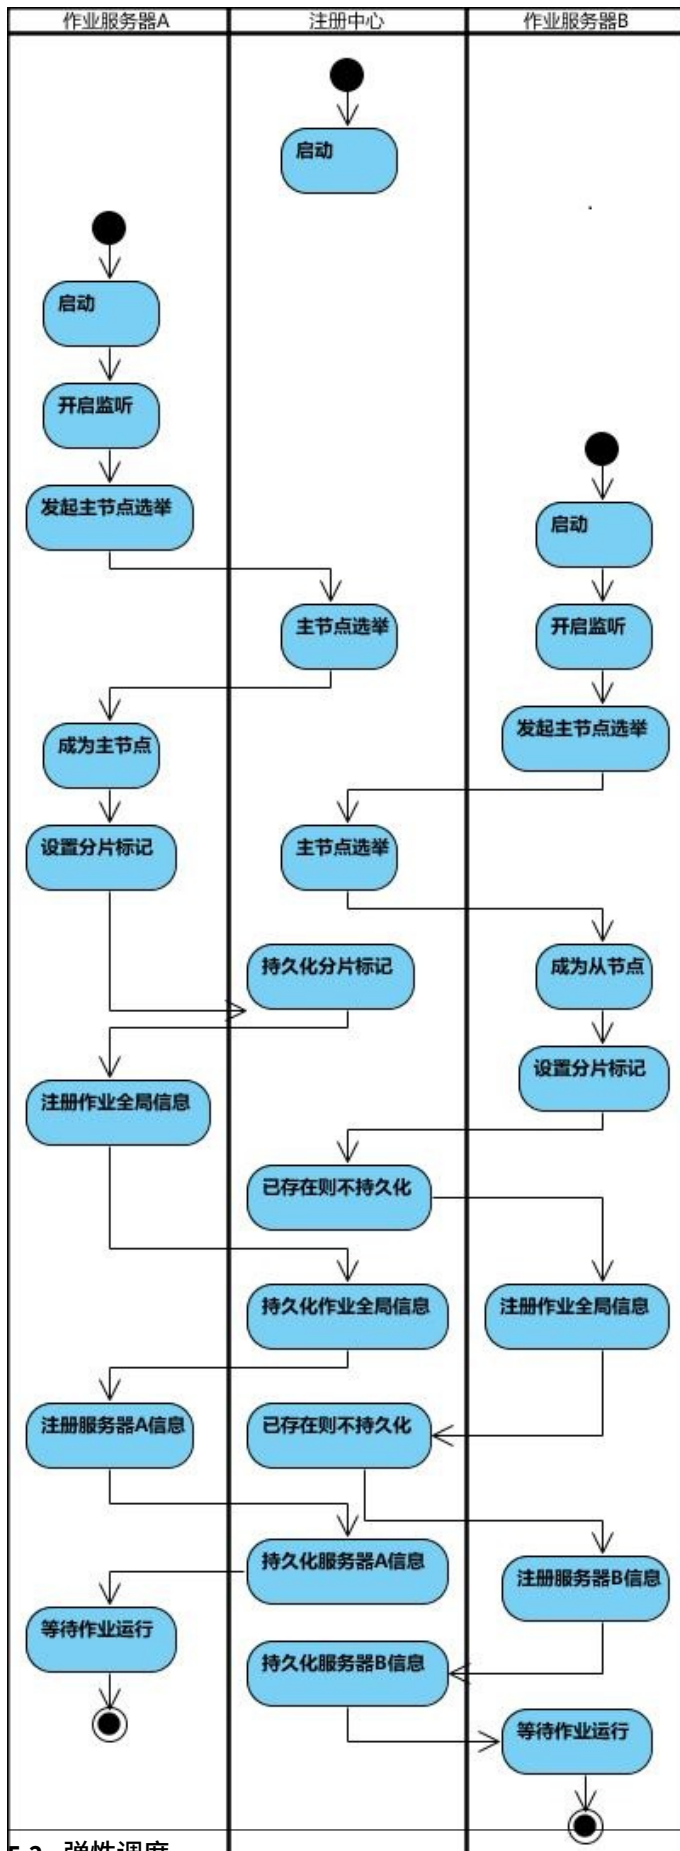 作业服务器A
注册中心
作业服务器B
启动
启动
开启监听
发起主节点选举
启动
主节点选举
开启监听
成为主节点
发起主节点选举
设置分片标记
主节点选举
持久化分片标记
成为从节点
设置分片标记
注册作业全局信息
已存在则不持久化
持久化作业全局信息
注册作业全局信息
注册服务器A信息
已存在则不持久化
持久化服务器A信息
注册服务器B信息
等待作业运行
持久化服务器B信息
等待作业运行
5.2 弹性调度